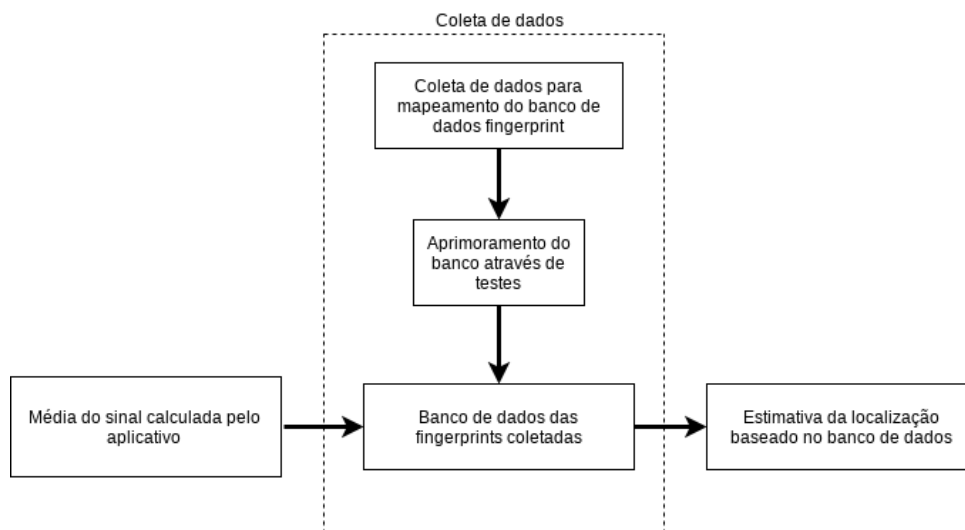 Coleta de dados
Coleta de dados para
mapeamento do banco de
dados fingerprint
Aprimoramento do
banco através de
testes
Média do sinal calculada pelo
aplicativo
Banco de dados das
fingerprints coletadas
Estimativa da localização
baseado no banco de dados